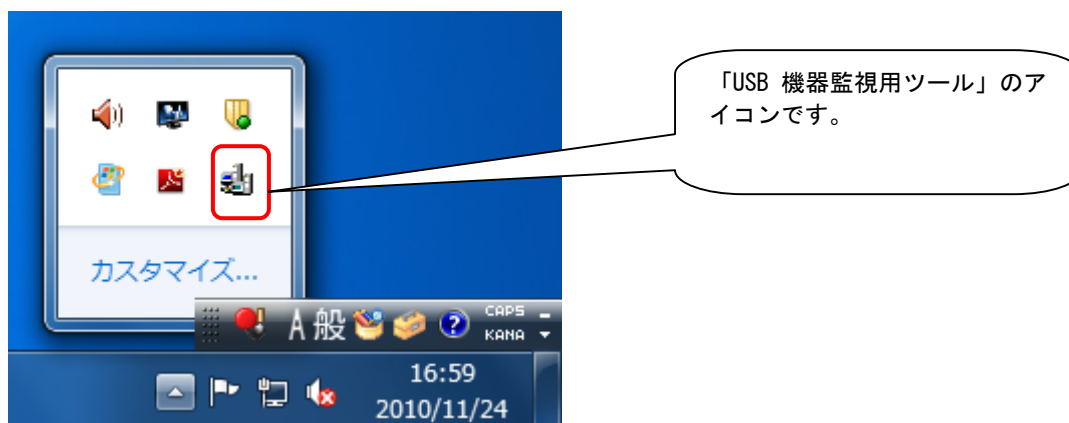 「USB 機器監視用ツール」のア
イコンです。
カスタマイズ...
A 般
CAPS
KANA
16:59
2010/11/24